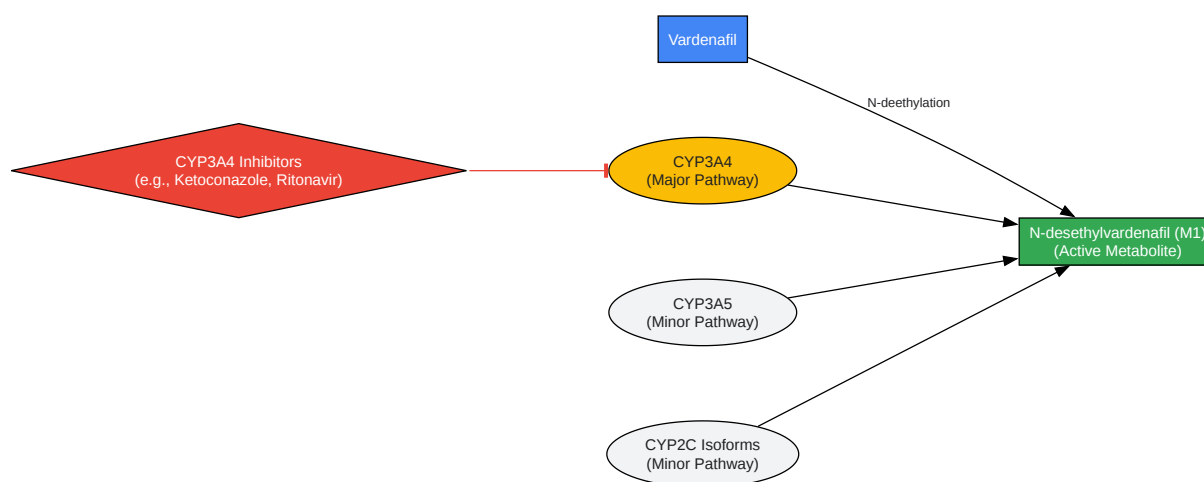 Vardenafil
N-deethylation
CYP3A4 Inhibitors
(e.g., Ketoconazole, Ritonavir)
CYP3A4
(Major Pathway)
N-desethylvardenafil (M1)
(Active Metabolite)
CYP3A5
(Minor Pathway)
CYP2C Isoforms
(Minor Pathway)